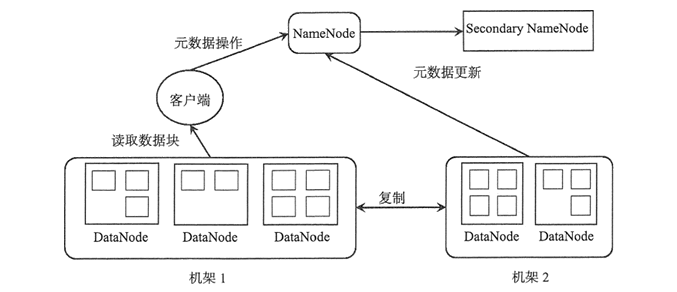 元数据操作
NameNode
Secondary NameNode
客户端
元数据更新
读取数据块
DataNode
DataNode
DataNode
复制
DataNode
DataNode
机架 1
机架 2